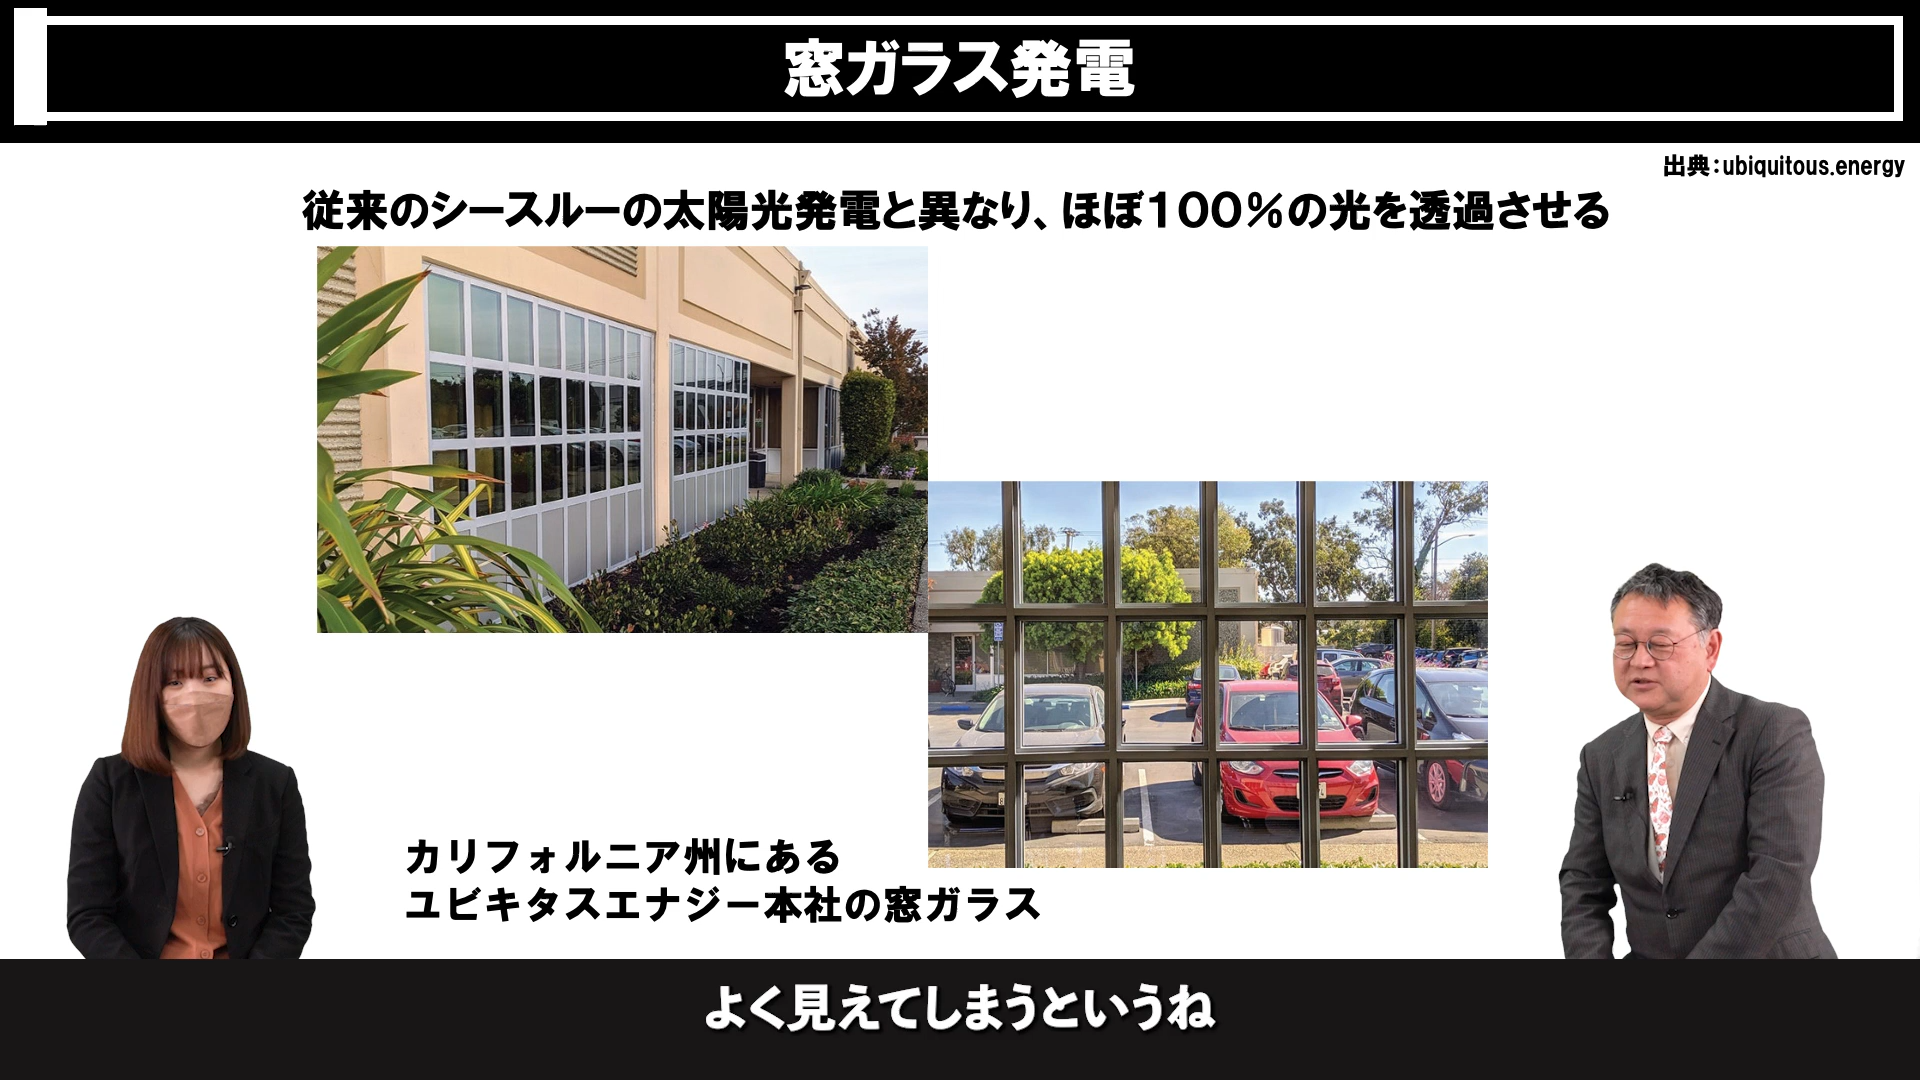 窓ガラス発電
出典:ubiquitous.energy
従来のシースルーの太陽光発電と異なり、ほぼ100%の光を透過させる
カリフォルニア州にある
ユビキタスエナジー本社の窓ガラス
よく見えてしまうというね